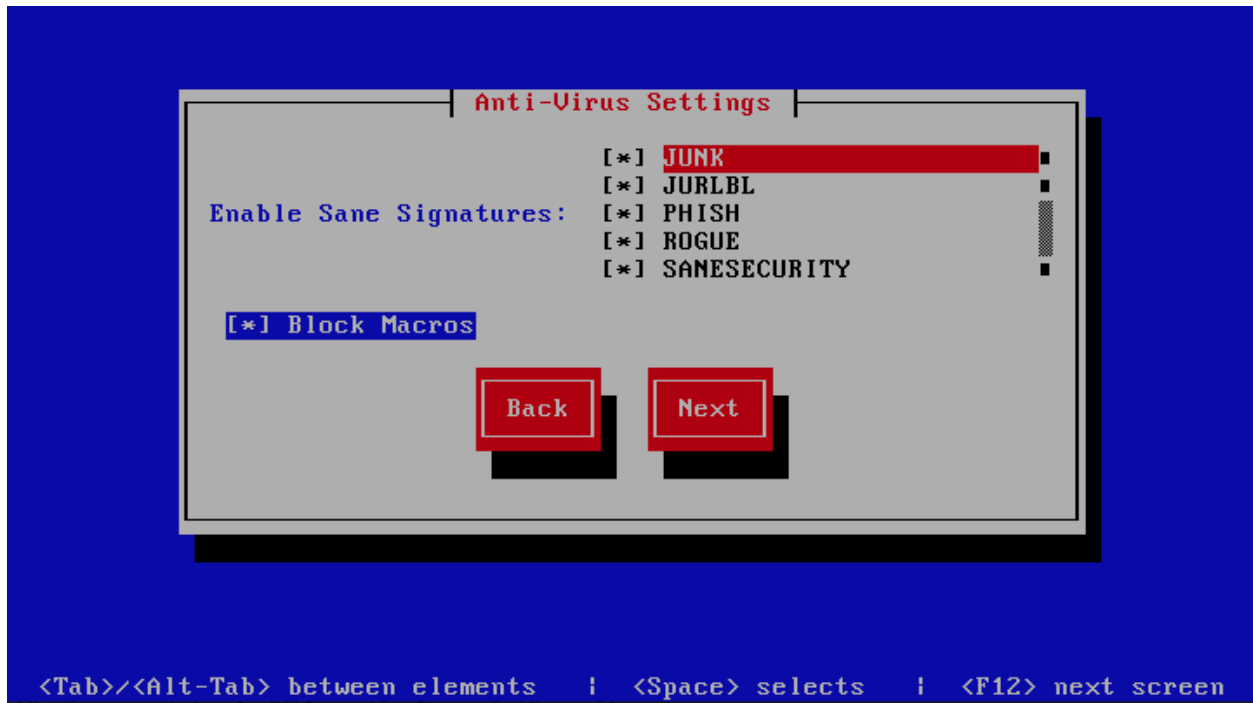 Anti-Virus Settings
[*] JUNK
[*] JURLBL
Enable Sane Signatures: [*] PHISH
[*] ROGUE
[*] SANESECURITY
[*] Block Macros
Back Next
<Tab>/<Alt-Tab> between elements | <Space> selects | <F12> next screen